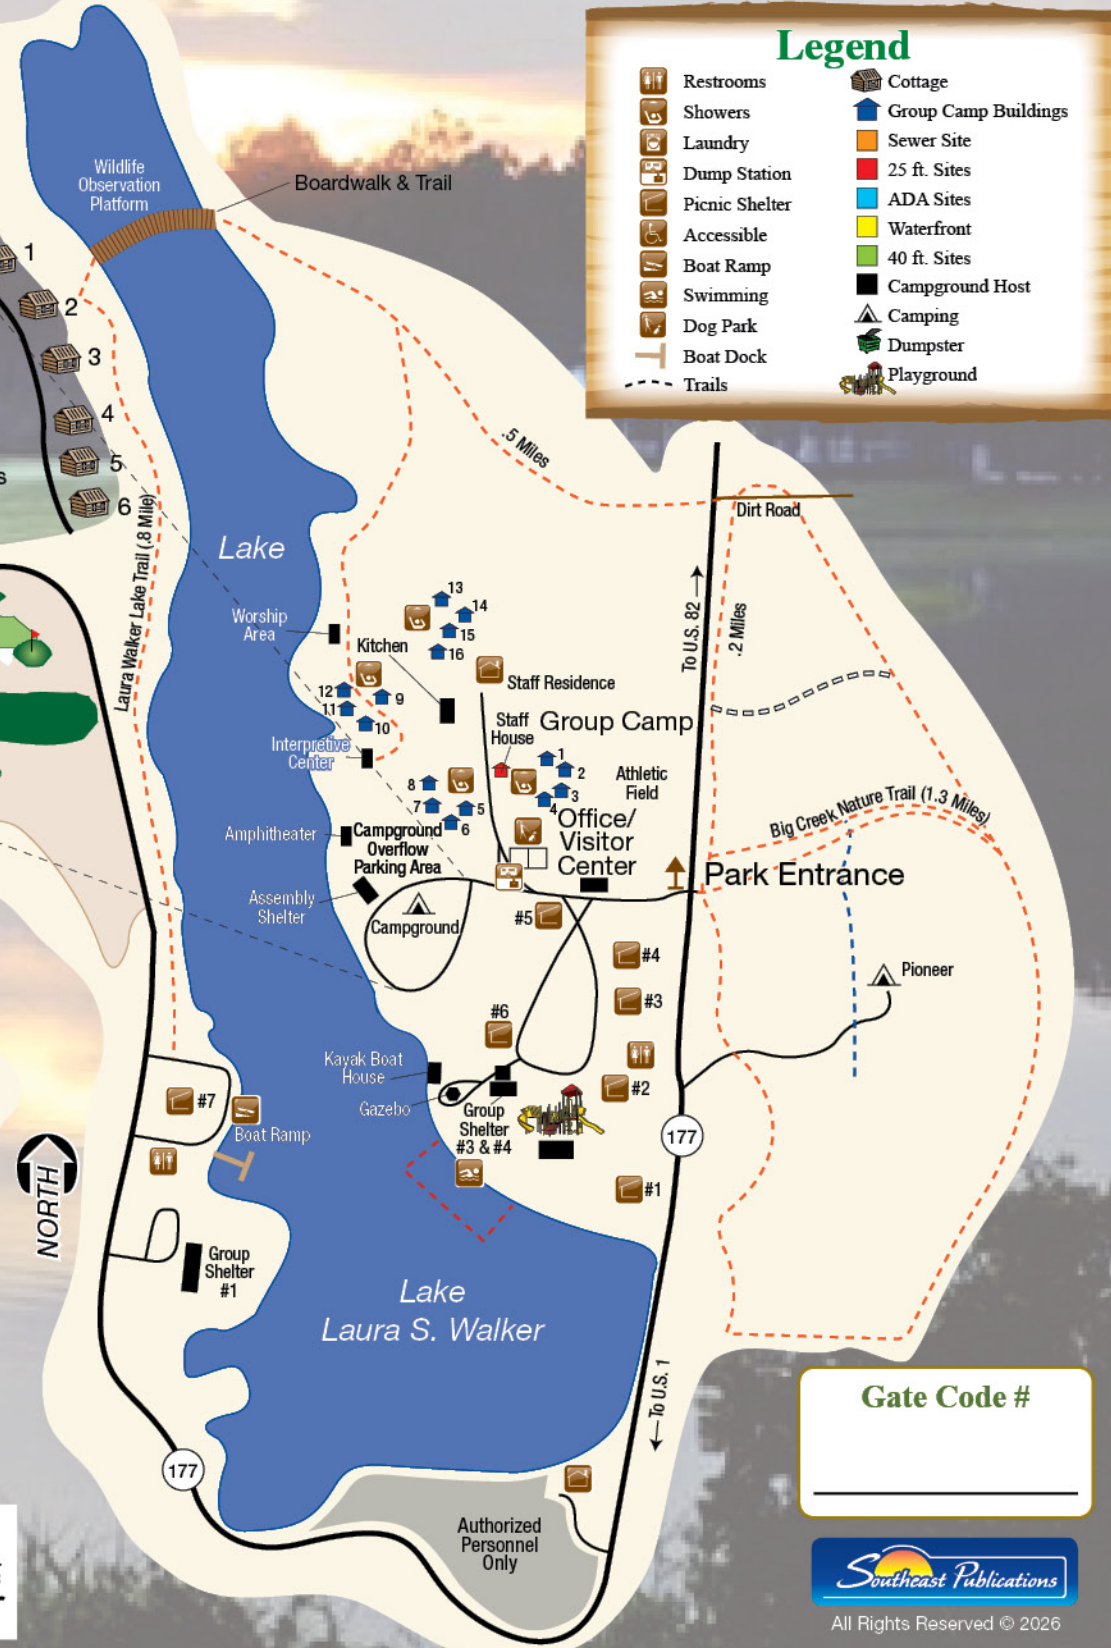 Legend
Restrooms
Showers
Laundry
Dump Station
Picnic Shelter
Accessible
Boat Ramp
Swimming
Dog Park
Boat Dock
Trails
Cottage
Group Camp Buildings
Sewer Site
25 ft. Sites
ADA Sites
Waterfront
40 ft. Sites
Campground Host
Camping
Dumpster
Playground
Wildlife
Observation
Platform
Boardwalk & Trail
1
2
3
4
5
6
s
.5 Miles
Dirt Road
Laura Walker Lake Trail (.8 Mile)
Lake
To U.S. 82
.2 Miles
13
14
15
16
Worship
Area
Kitchen
Staff Residence
12
11
9
10
Staff
House
Group Camp
Interpretive
Center
1
2
3
4
8
7
5
6
Athletic
Field
Big Creek Nature Trail (1.3 Miles)
Office/
Visitor
Center
Amphitheater
Campground
Overflow
Parking Area
Park Entrance
Assembly
Shelter
Campground
#5
#4
#3
Pioneer
#6
Kayak Boat
House
Gazebo
#2
Group
Shelter
#3 & #4
177
#7
Boat Ramp
#1
NORTH
Group
Shelter
#1
Lake
Laura S. Walker
To U.S. 1
177
Authorized
Personnel
Only
Gate Code #
Southeast Publications
All Rights Reserved © 2026